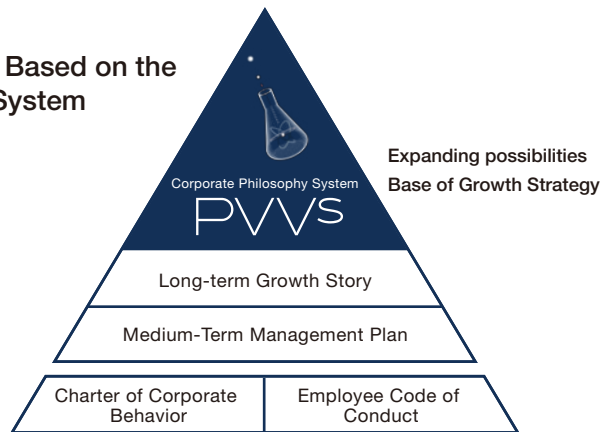 Based on the
System
Expanding possibilities
Base of Growth Strategy
Corporate Philosophy System
PVVS
Long-term Growth Story
Medium-Term Management Plan
Charter of Corporate
Behavior
Employee Code of
Conduct